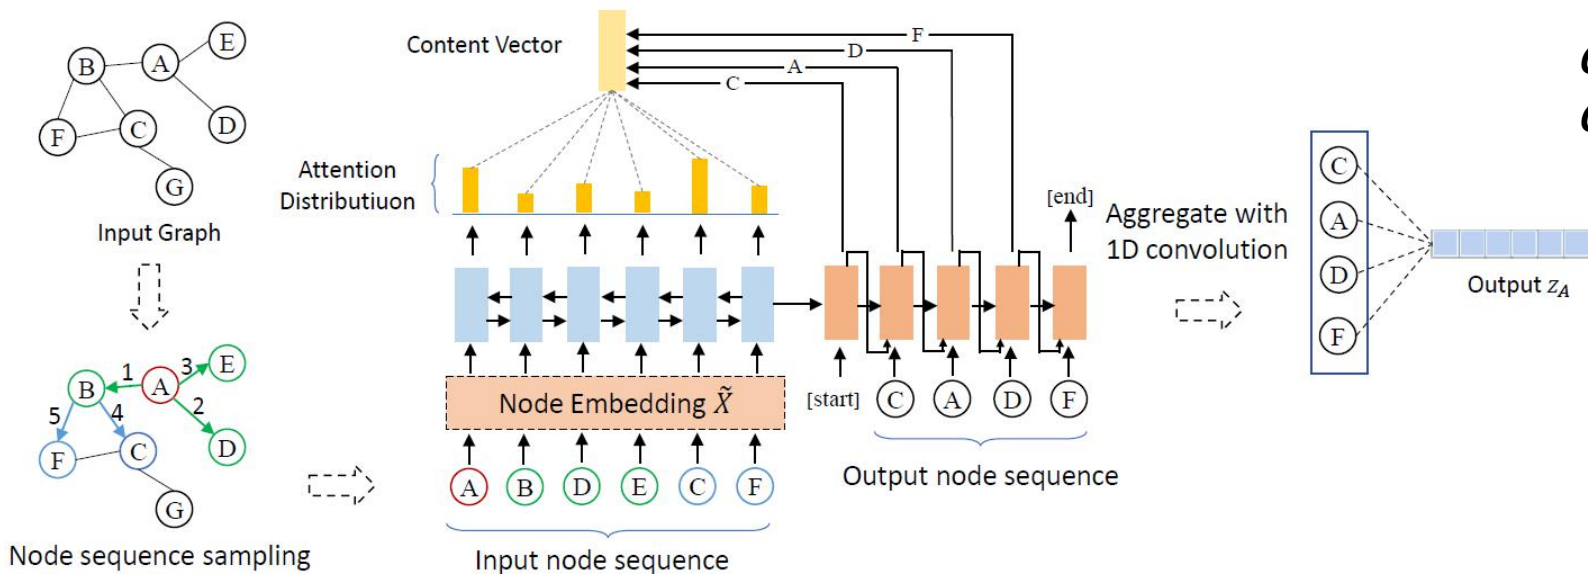 E
B
A
F
C
D
G
Input Graph
1
3
E
B
A
5
4
2
F
C
D
G
Node sequence sampling
Content Vector
F
D
A
C
Attention
Distributiuon
Node Embedding X̃
A B D E C F
Input node sequence
[start] C A D F
[end]
Output node sequence
Aggregate with
1D convolution
C
A
D
F
Output z_A